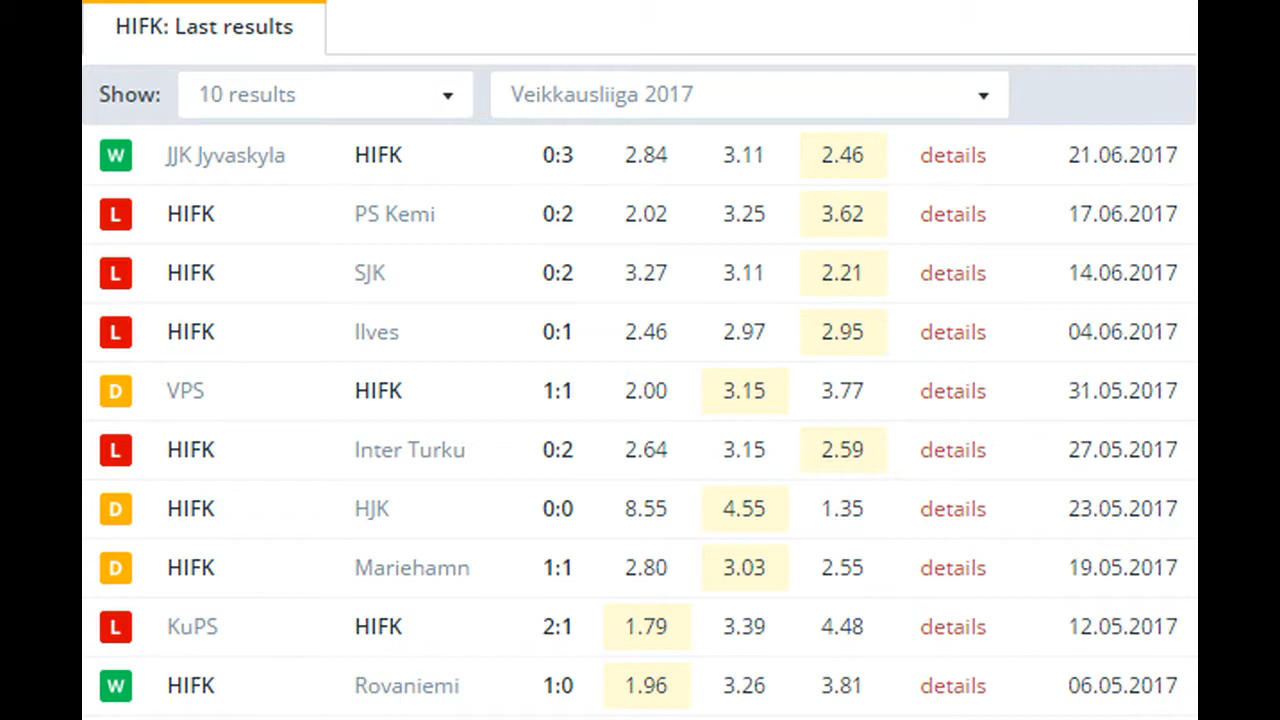 HIFK: Last results
Show: 10 results Veikkausliiga 2017
W JJK Jyvaskyla HIFK 0:3 2.84 3.11 2.46 details 21.06.2017
L HIFK PS Kemi 0:2 2.02 3.25 3.62 details 17.06.2017
L HIFK SJK 0:2 3.27 3.11 2.21 details 14.06.2017
L HIFK Ilves 0:1 2.46 2.97 2.95 details 04.06.2017
D VPS HIFK 1:1 2.00 3.15 3.77 details 31.05.2017
L HIFK Inter Turku 0:2 2.64 3.15 2.59 details 27.05.2017
D HIFK HJK 0:0 8.55 4.55 1.35 details 23.05.2017
D HIFK Mariehamn 1:1 2.80 3.03 2.55 details 19.05.2017
L KuPS HIFK 2:1 1.79 3.39 4.48 details 12.05.2017
W HIFK Rovaniemi 1:0 1.96 3.26 3.81 details 06.05.2017